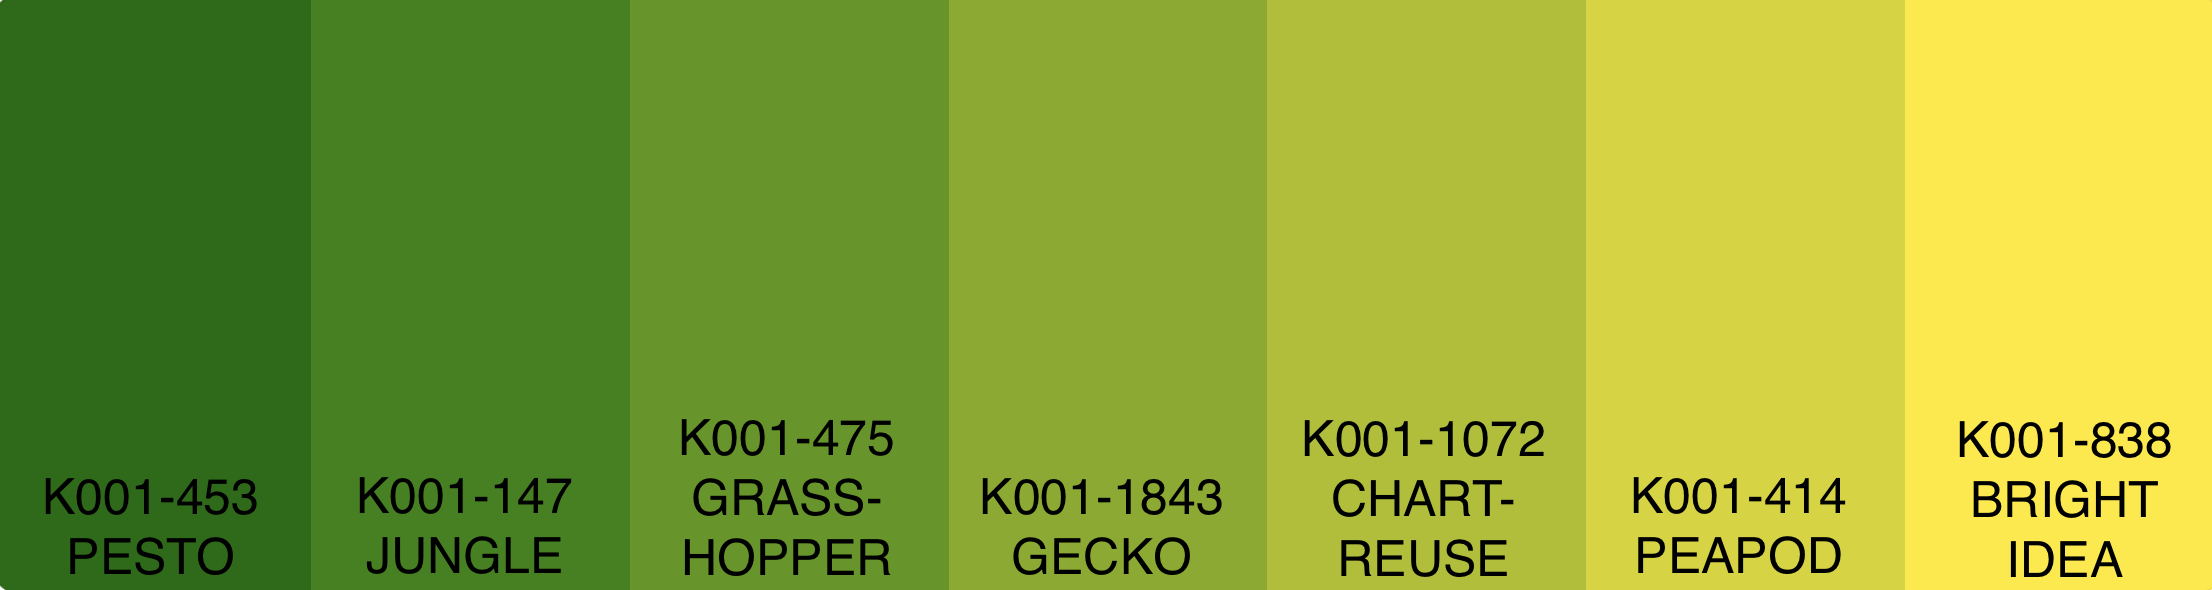 K001-453
PESTO
K001-147
JUNGLE
K001-475
GRASS-
HOPPER
K001-1843
GECKO
K001-1072
CHART-
REUSE
K001-414
PEAPOD
K001-838
BRIGHT
IDEA